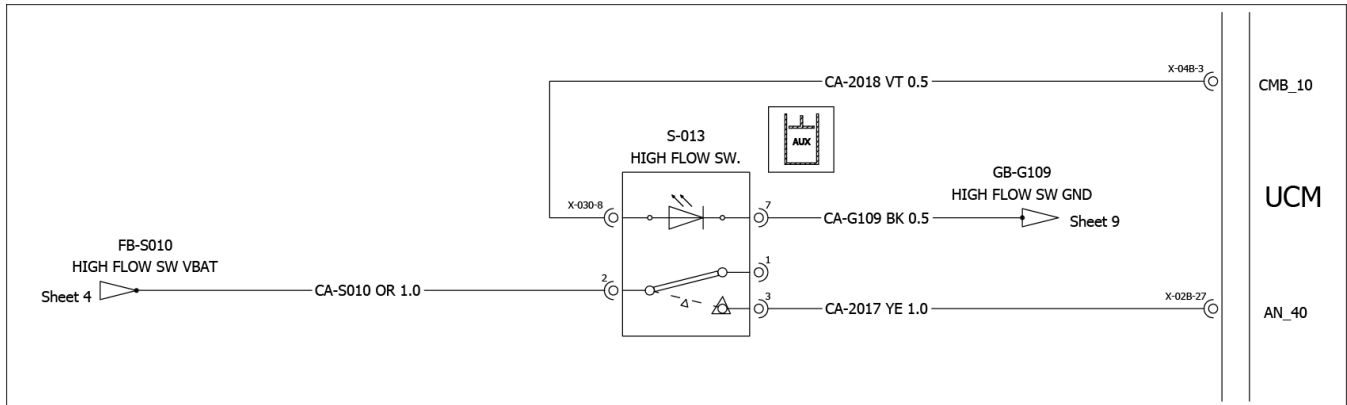 X-04B-3
CA-2018 VT 0.5
CMB_10
S-013
HIGH FLOW SW.
AUX
GB-G109
HIGH FLOW SW GND
UCM
X-030-8
7
CA-G109 BK 0.5
Sheet 9
FB-S010
HIGH FLOW SW VBAT
Sheet 4
CA-S010 OR 1.0
2
1
3
CA-2017 YE 1.0
X-02B-27
AN_40